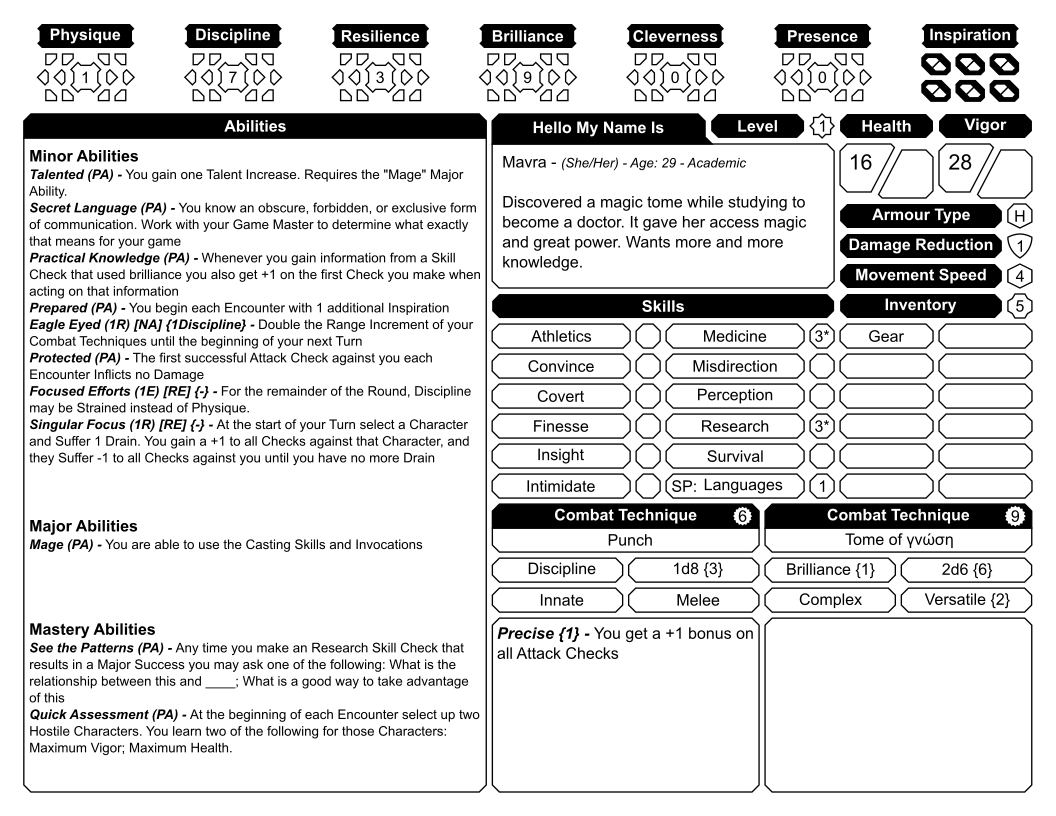 Physique
Discipline
Resilience
Brilliance
Cleverness
Presence
Inspiration
1
7
3
9
0
0
Abilities
Minor Abilities
Talented (PA) - You gain one Talent Increase. Requires the "Mage" Major
Ability.
Secret Language (PA) - You know an obscure, forbidden, or exclusive form
of communication. Work with your Game Master to determine what exactly
that means for your game
Practical Knowledge (PA) - Whenever you gain information from a Skill
Check that used brilliance you also get +1 on the first Check you make when
acting on that information
Prepared (PA) - You begin each Encounter with 1 additional Inspiration
Eagle Eyed (1R) [NA] {1Discipline} - Double the Range Increment of your
Combat Techniques until the beginning of your next Turn
Protected (PA) - The first successful Attack Check against you each
Encounter Inflicts no Damage
Focused Efforts (1E) [RE] {-} - For the remainder of the Round, Discipline
may be Strained instead of Physique.
Singular Focus (1R) [RE] {-} - At the start of your Turn select a Character
and Suffer 1 Drain. You gain a +1 to all Checks against that Character, and
they Suffer -1 to all Checks against you until you have no more Drain
Major Abilities
Mage (PA) - You are able to use the Casting Skills and Invocations
Mastery Abilities
See the Patterns (PA) - Any time you make an Research Skill Check that
results in a Major Success you may ask one of the following: What is the
relationship between this and ____; What is a good way to take advantage
of this
Quick Assessment (PA) - At the beginning of each Encounter select up two
Hostile Characters. You learn two of the following for those Characters:
Maximum Vigor; Maximum Health.
Hello My Name Is
Level
1
Mavra - (She/Her) - Age: 29 - Academic
Discovered a magic tome while studying to
become a doctor. It gave her access magic
and great power. Wants more and more
knowledge.
Health
Vigor
16
28
Armour Type
H
Damage Reduction
1
Movement Speed
4
Skills
Inventory
5
Athletics
Medicine
3*
Gear
Convince
Misdirection
Covert
Perception
Finesse
Research
3*
Insight
Survival
Intimidate
SP: Languages
1
Combat Technique
6
Punch
Discipline
1d8 {3}
Innate
Melee
Precise {1} - You get a +1 bonus on
all Attack Checks
Combat Technique
9
Tome of γνώση
Brilliance {1}
2d6 {6}
Complex
Versatile {2}